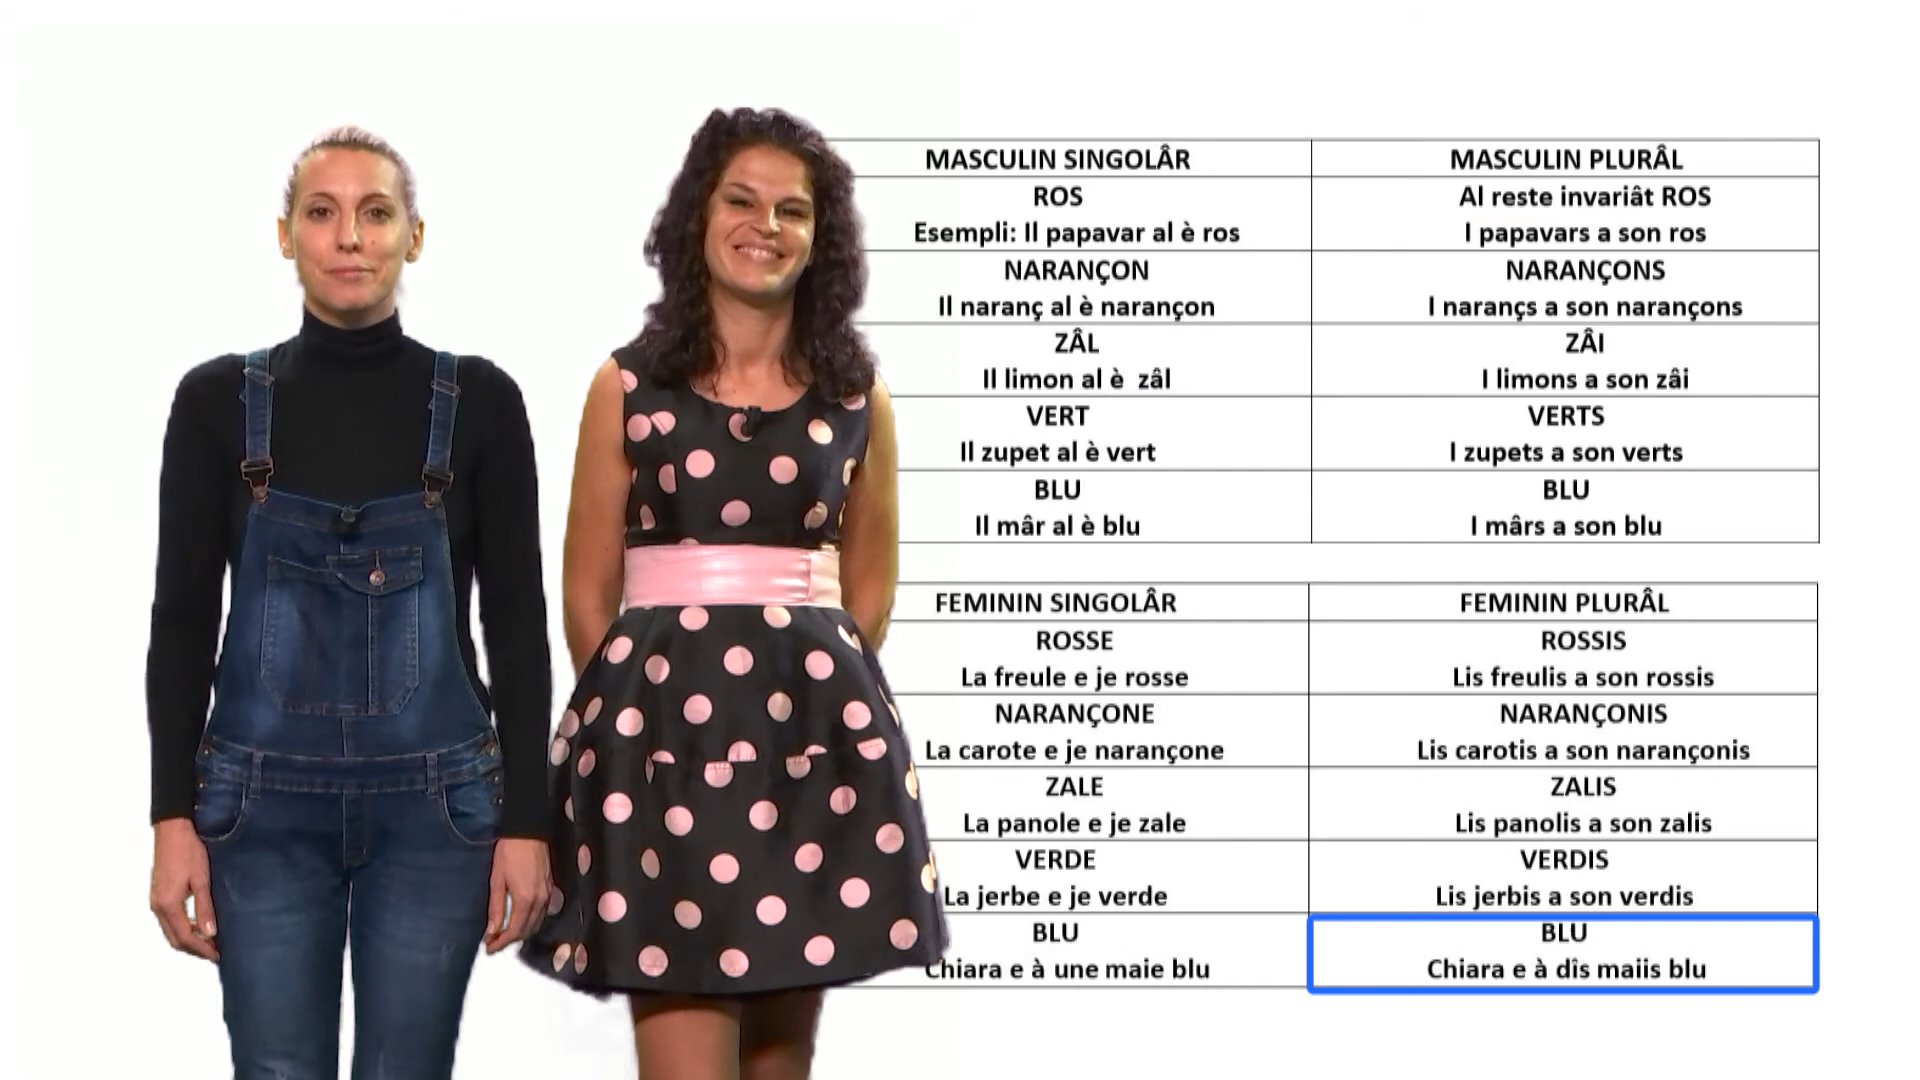 MASCULIN SINGOLÂR
MASCULIN PLURÂL
ROS
Esempli: Il papavar al è ros
Al reste invariât ROS
I papavars a son ros
NARANÇON
Il naranç al è narançon
NARANÇONS
I narançs a son narançons
ZÂL
Il limon al è zâl
ZÂI
I limons a son zâi
VERT
Il zupet al è vert
VERTS
I zupets a son verts
BLU
Il mâr al è blu
BLU
I mârs a son blu
FEMININ SINGOLÂR
FEMININ PLURÂL
ROSSE
La freule e je rosse
ROSSIS
Lis freulis a son rossis
NARANÇONE
La carote e je narançone
NARANÇONIS
Lis carotis a son narançonis
ZALE
La panole e je zale
ZALIS
Lis panolis a son zalis
VERDE
La jerbe e je verde
VERDIS
Lis jerbis a son verdis
BLU
Chiara e à une maie blu
BLU
Chiara e à dîs maiis blu